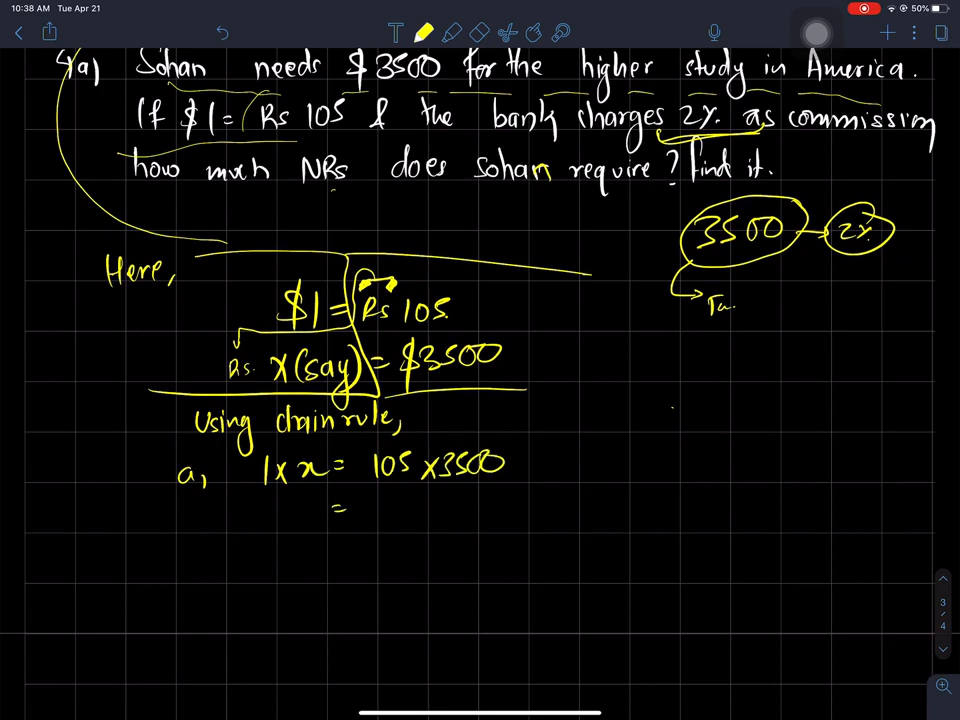 10:38 AM Tue Apr 21
50%
4a) Sohan needs $ 3500 for the higher study in America.
If $1 = Rs 105 & the bank charges 2% as commission
how much NRs does sohan require? Find it.
3500 2%
Ta.
Here,
$1 = Rs 105.
Rs. x (say) = $3500
Using chain rule,
a, 1 x x = 105 x 3500
=
3
/
4